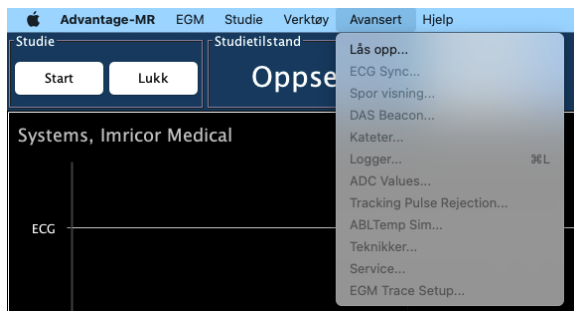 Advantage-MR EGM Studie Verktøy Avansert Hjelp
Studie
Start Lukk
Studietilstand
Oppse
Systems, Imricor Medical
ECG
Lås opp...
ECG Sync...
Spor visning...
DAS Beacon...
Kateter...
Logger... ⌘L
ADC Values...
Tracking Pulse Rejection...
ABLTemp Sim...
Teknikker...
Service...
EGM Trace Setup...